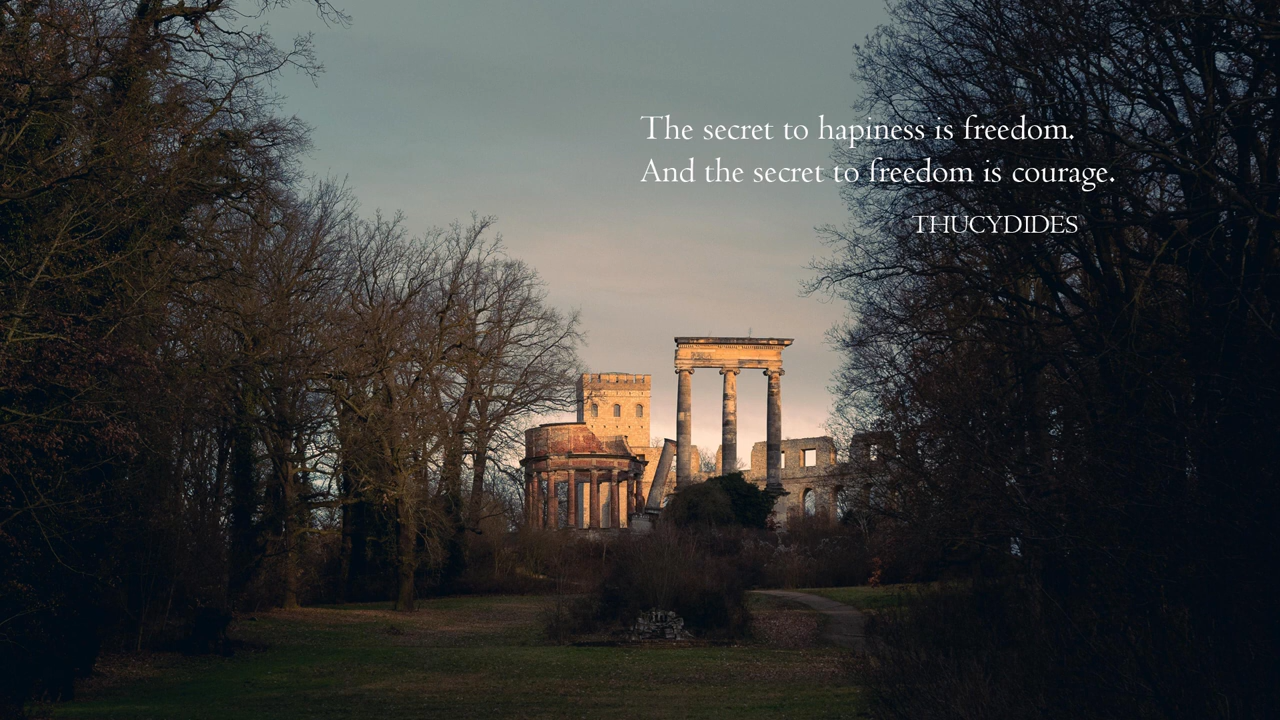 The secret to hapiness is freedom.
And the secret to freedom is courage.
THUCYDIDES